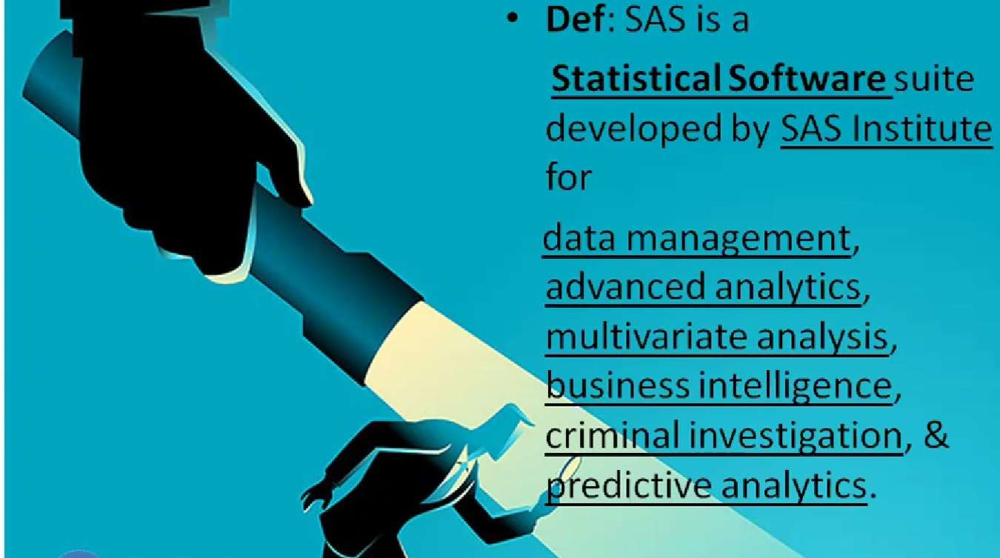 • Def: SAS is a
Statistical Software suite
developed by SAS Institute
for
data management,
advanced analytics,
multivariate analysis,
business intelligence,
criminal investigation, &
predictive analytics.